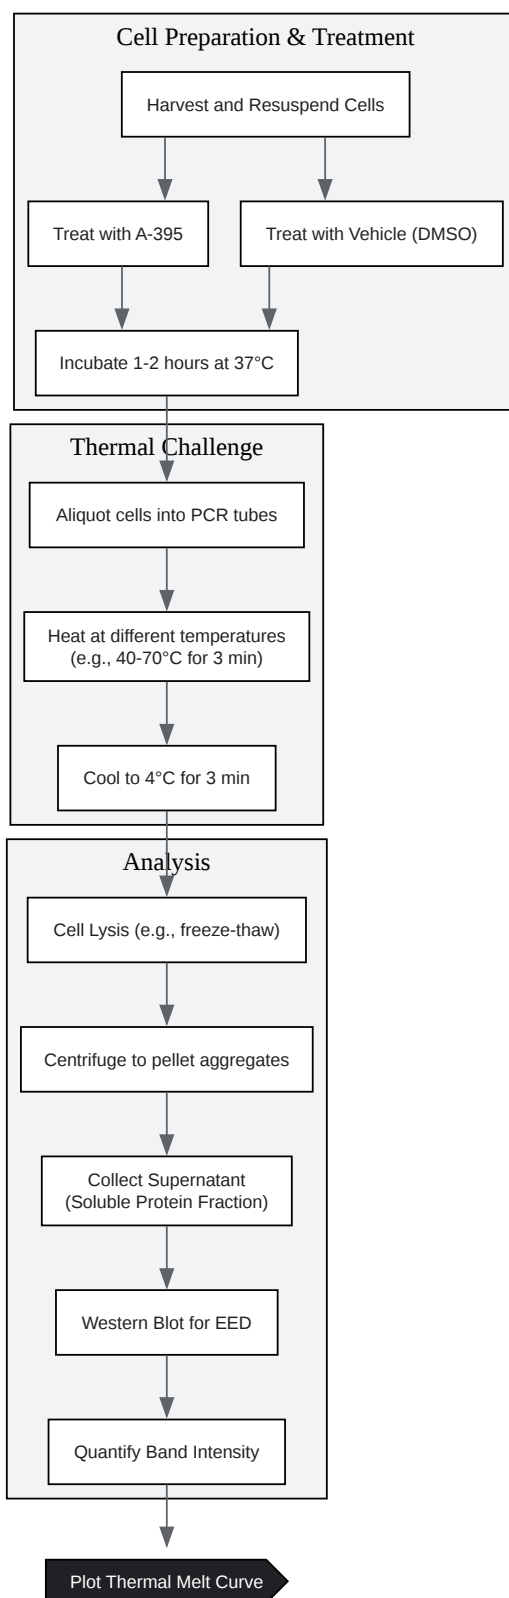 Cell Preparation & Treatment
Harvest and Resuspend Cells
Treat with A-395
Treat with Vehicle (DMSO)
Incubate 1-2 hours at 37°C
Thermal Challenge
Aliquot cells into PCR tubes
Heat at different temperatures
(e.g., 40-70°C for 3 min)
Cool to 4°C for 3 min
Analysis
Cell Lysis (e.g., freeze-thaw)
Centrifuge to pellet aggregates
Collect Supernatant
(Soluble Protein Fraction)
Western Blot for EED
Quantify Band Intensity
Plot Thermal Melt Curve